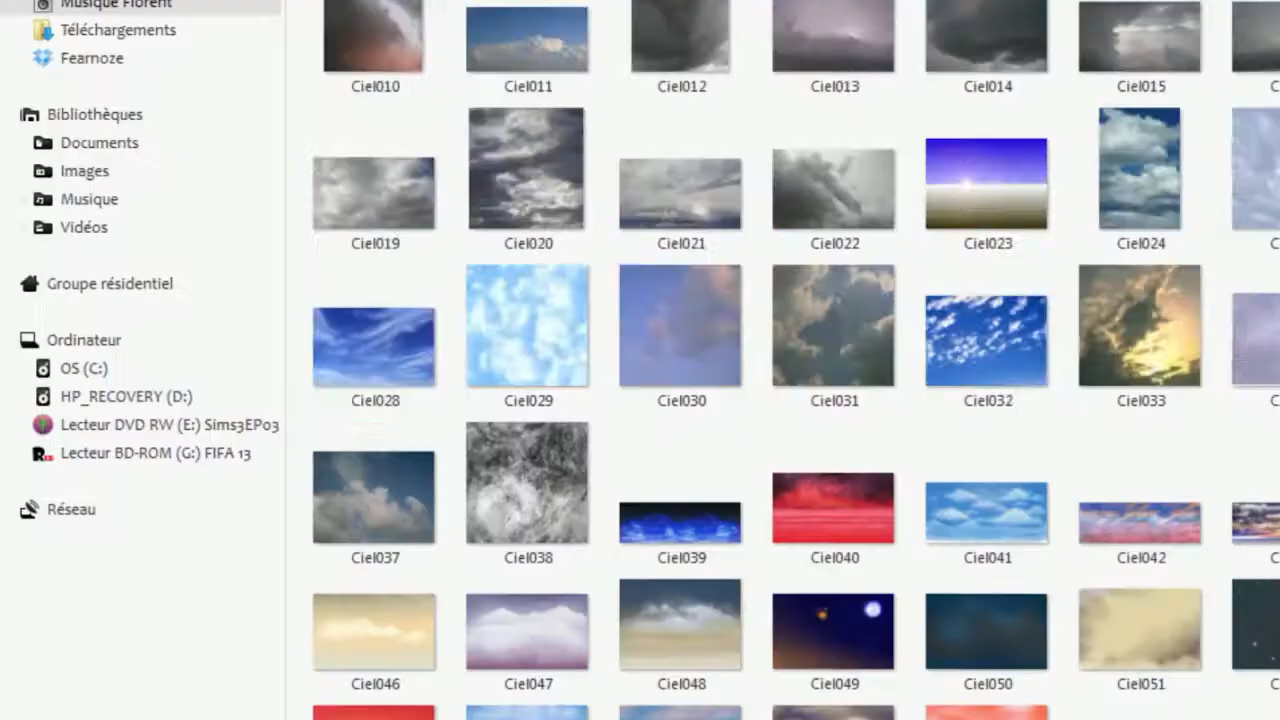 Musique Florent
Téléchargements
Fearnoze
Bibliothèques
Documents
Images
Musique
Vidéos
Groupe résidentiel
Ordinateur
OS (C:)
HP_RECOVERY (D:)
Lecteur DVD RW (E:) Sims3EP03
Lecteur BD-ROM (G:) FIFA 13
Réseau
Ciel010 Ciel011 Ciel012 Ciel013 Ciel014 Ciel015 C
Ciel019 Ciel020 Ciel021 Ciel022 Ciel023 Ciel024 C
Ciel028 Ciel029 Ciel030 Ciel031 Ciel032 Ciel033 C
Ciel037 Ciel038 Ciel039 Ciel040 Ciel041 Ciel042 C
Ciel046 Ciel047 Ciel048 Ciel049 Ciel050 Ciel051 C